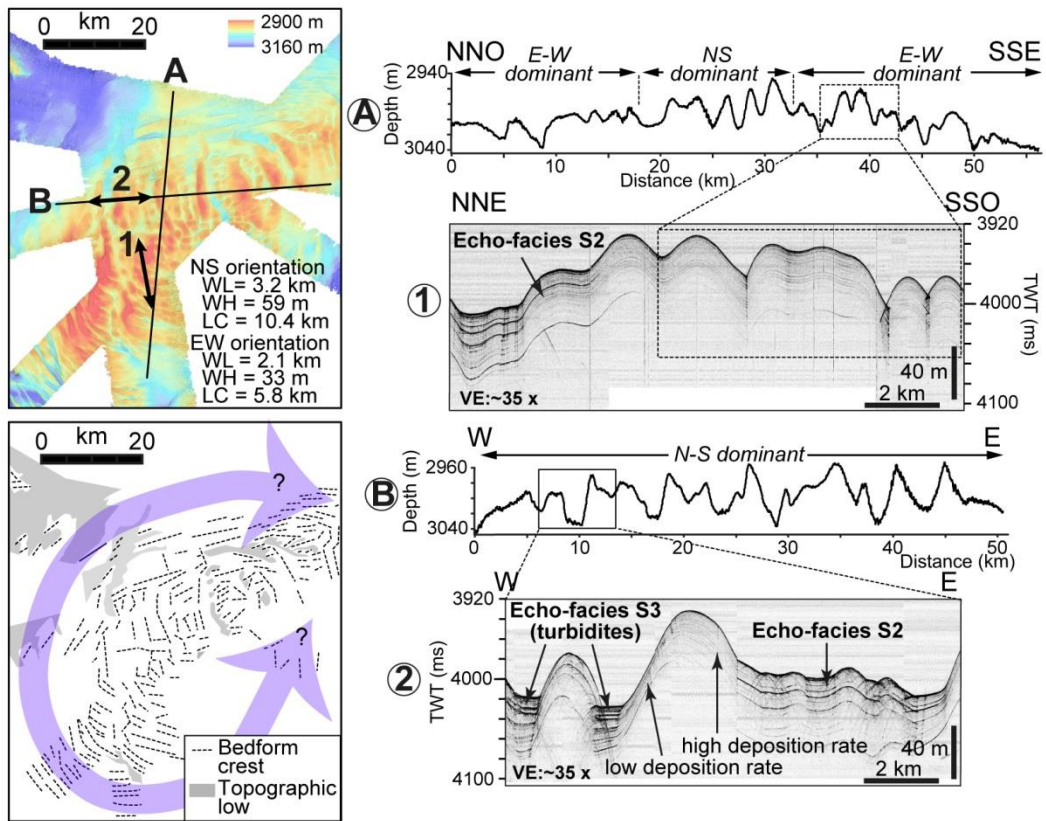 km
0 20
2900 m
3160 m
A
B
2
1
NS orientation
WL= 3.2 km
WH = 59 m
LC = 10.4 km
EW orientation
WL = 2.1 km
WH = 33 m
LC = 5.8 km
A
NNO
SSE
E-W dominant
NS dominant
E-W dominant
Depth (m)
2940
3040
0 10 20 30 40 50
Distance (km)
1
NNE
SSO
Echo-facies S2
VE:~35 x
3920
4000
4100
TWT (ms)
40 m
2 km
km
0 20
?
?
Bedform crest
Topographic low
B
W
E
N-S dominant
Depth (m)
2960
3040
0 10 20 30 40 50
Distance (km)
2
W
E
3920
4000
4100
TWT (ms)
Echo-facies S3
(turbidites)
Echo-facies S2
high deposition rate
low deposition rate
VE:~35 x
40 m
2 km